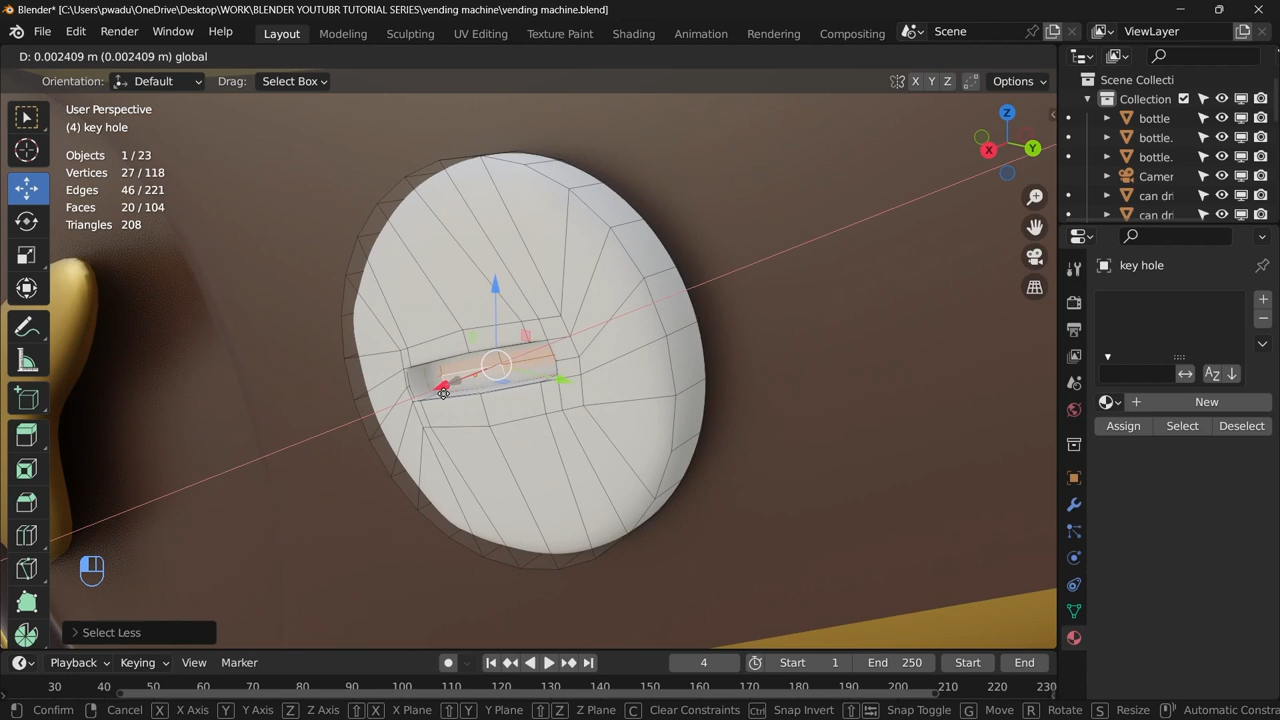 Blender* [C:\Users\pwadu\OneDrive\Desktop\WORK\BLENDER YOUTUBR TUTORIAL SERIES\vending machine\vending machine.blend]
File Edit Render Window Help Layout Modeling Sculpting UV Editing Texture Paint Shading Animation Rendering Compositing Scene ViewLayer
D: 0.002409 m (0.002409 m) global
Orientation: Default Drag: Select Box X Y Z Options
User Perspective
(4) key hole
Objects 1 / 23
Vertices 27 / 118
Edges 46 / 221
Faces 20 / 104
Triangles 208
Z
X
Y
Scene Collecti
Collection
bottle
bottle.
bottle.
Camer
can dri
can dri
key hole
New
Assign Select Deselect
Select Less
Playback Keying View Marker 4 Start 1 End 250 Start End
30 40 50 60 70 80 90 100 110 120 130 140 150 160 170 180 190 200 210 220 230
Confirm Cancel X X Axis Y Y Axis Z Z Axis X X Plane Y Y Plane Z Z Plane C Clear Constraints Ctrl Snap Invert Snap Toggle G Move R Rotate S Resize Automatic Constra